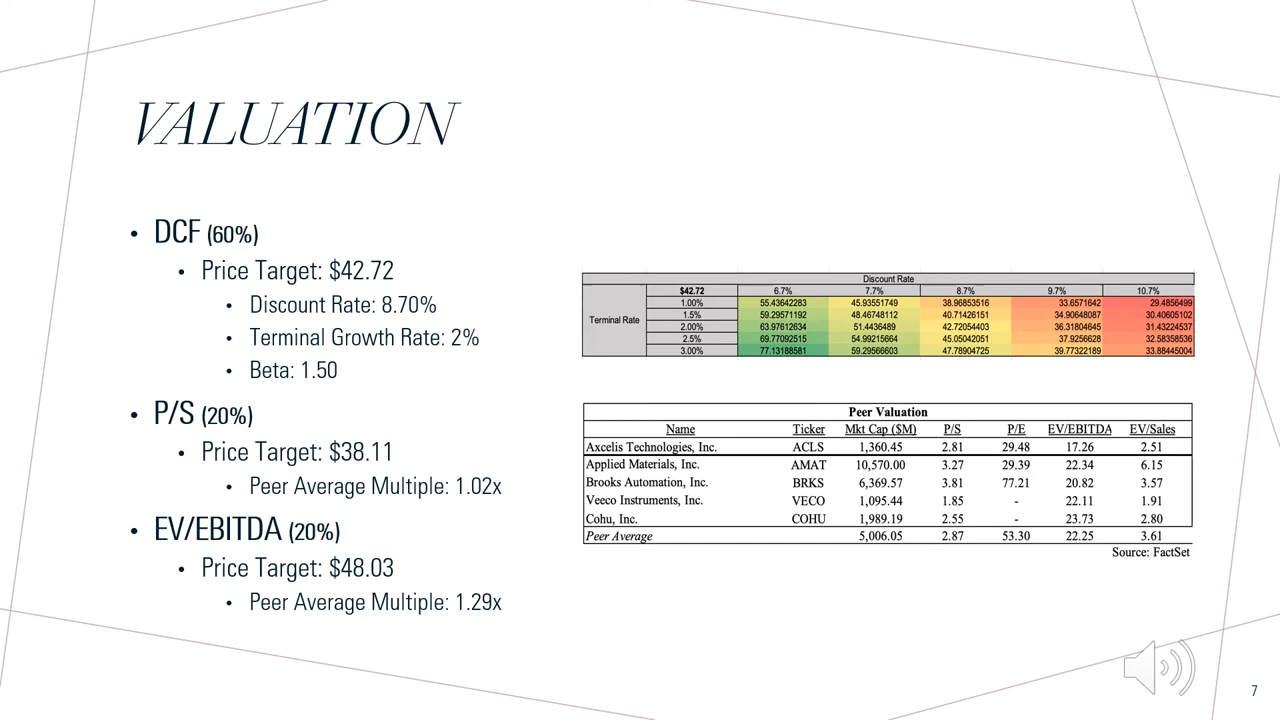 VALUATION
• DCF (60%)
• Price Target: $42.72
• Discount Rate: 8.70%
• Terminal Growth Rate: 2%
• Beta: 1.50
• P/S (20%)
• Price Target: $38.11
• Peer Average Multiple: 1.02x
• EV/EBITDA (20%)
• Price Target: $48.03
• Peer Average Multiple: 1.29x
Discount Rate
$42.72 6.7% 7.7% 8.7% 9.7% 10.7%
Terminal Rate
1.00% 55.43642283 45.93551749 38.96853516 33.6571642 29.4856499
1.5% 59.29571192 48.46748112 40.71426151 34.90648087 30.40605102
2.00% 63.97612634 51.4436489 42.72054403 36.31804645 31.43224537
2.5% 69.77092515 54.99215664 45.05042051 37.9256628 32.58358536
3.00% 77.13188581 59.29566603 47.78904725 39.77322189 33.88445004
Peer Valuation
Name Ticker Mkt Cap ($M) P/S P/E EV/EBITDA EV/Sales
Axcelis Technologies, Inc. ACLS 1,360.45 2.81 29.48 17.26 2.51
Applied Materials, Inc. AMAT 10,570.00 3.27 29.39 22.34 6.15
Brooks Automation, Inc. BRKS 6,369.57 3.81 77.21 20.82 3.57
Veeco Instruments, Inc. VECO 1,095.44 1.85 - 22.11 1.91
Cohu, Inc. COHU 1,989.19 2.55 - 23.73 2.80
Peer Average 5,006.05 2.87 53.30 22.25 3.61
Source: FactSet
7